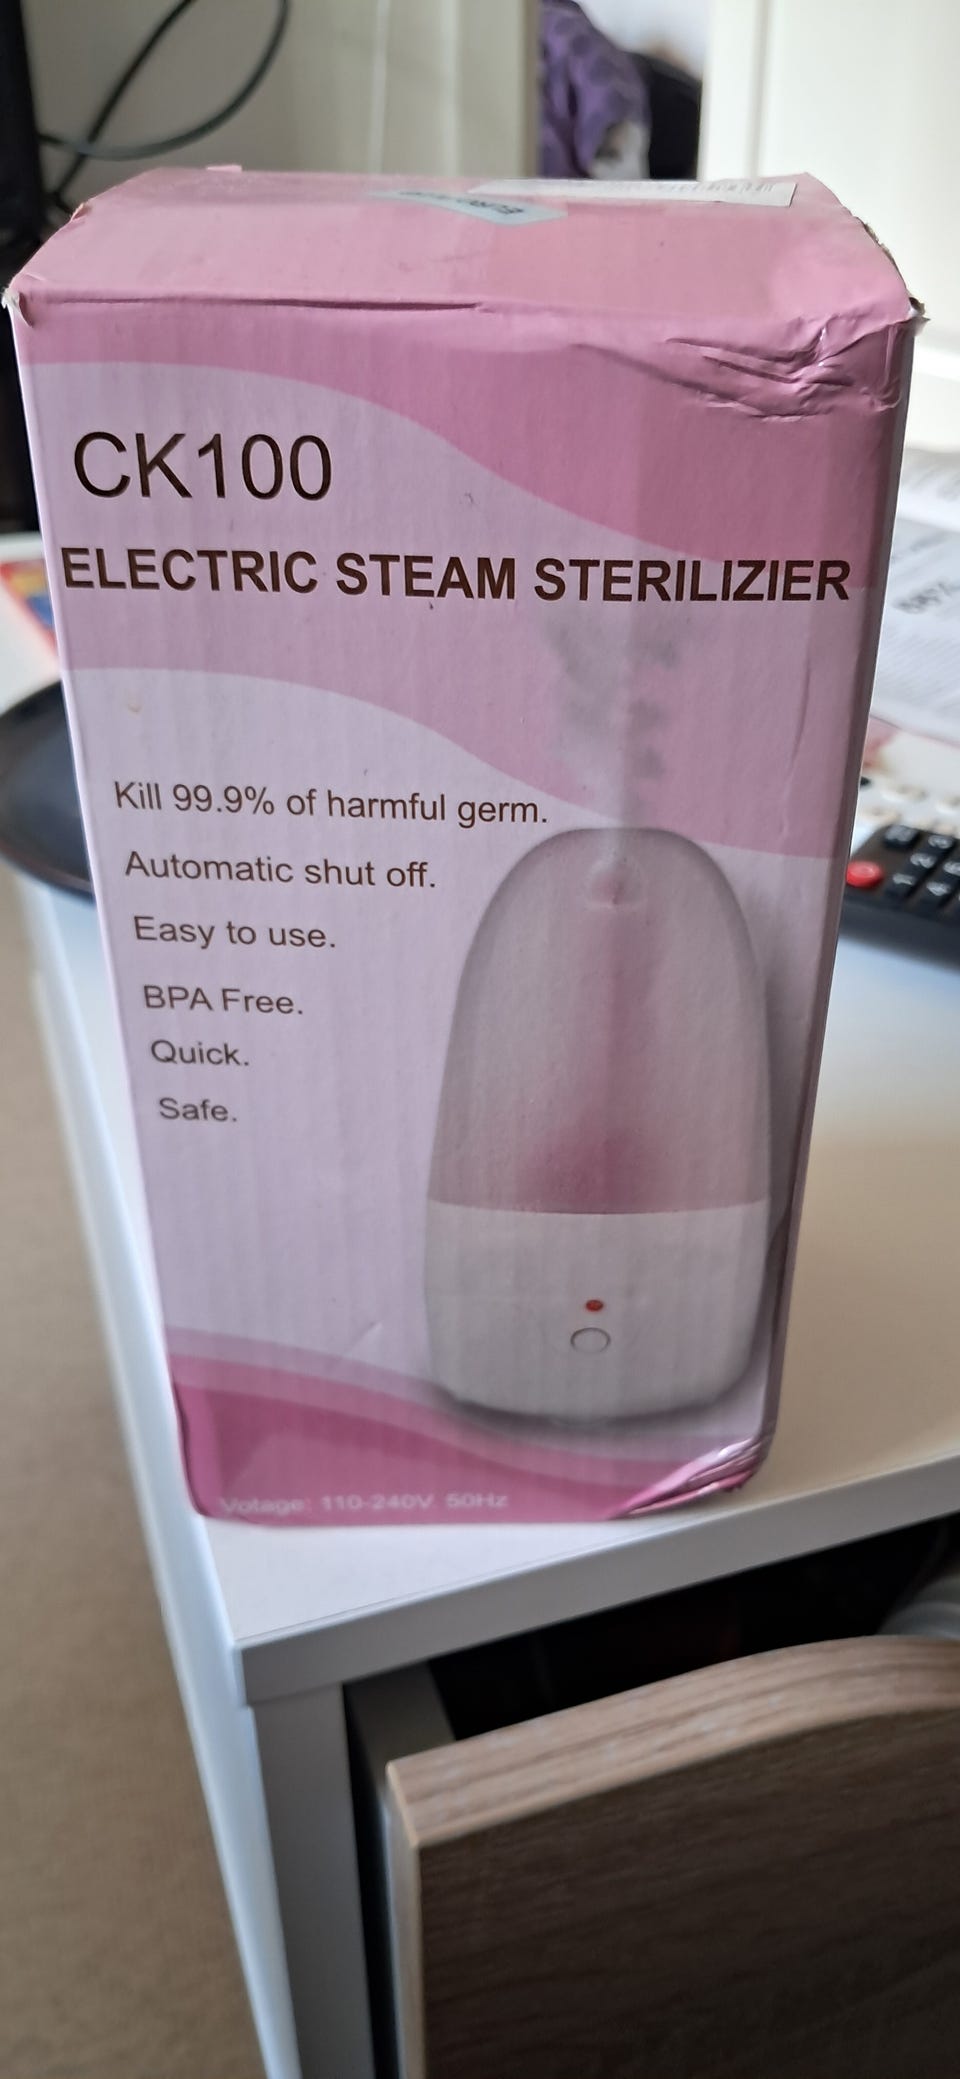 CK100
ELECTRIC STEAM STERILIZIER
Kill 99.9% of harmful germ.
Automatic shut off.
Easy to use.
BPA Free.
Quick.
Safe.
Votage: 110-240V 50Hz